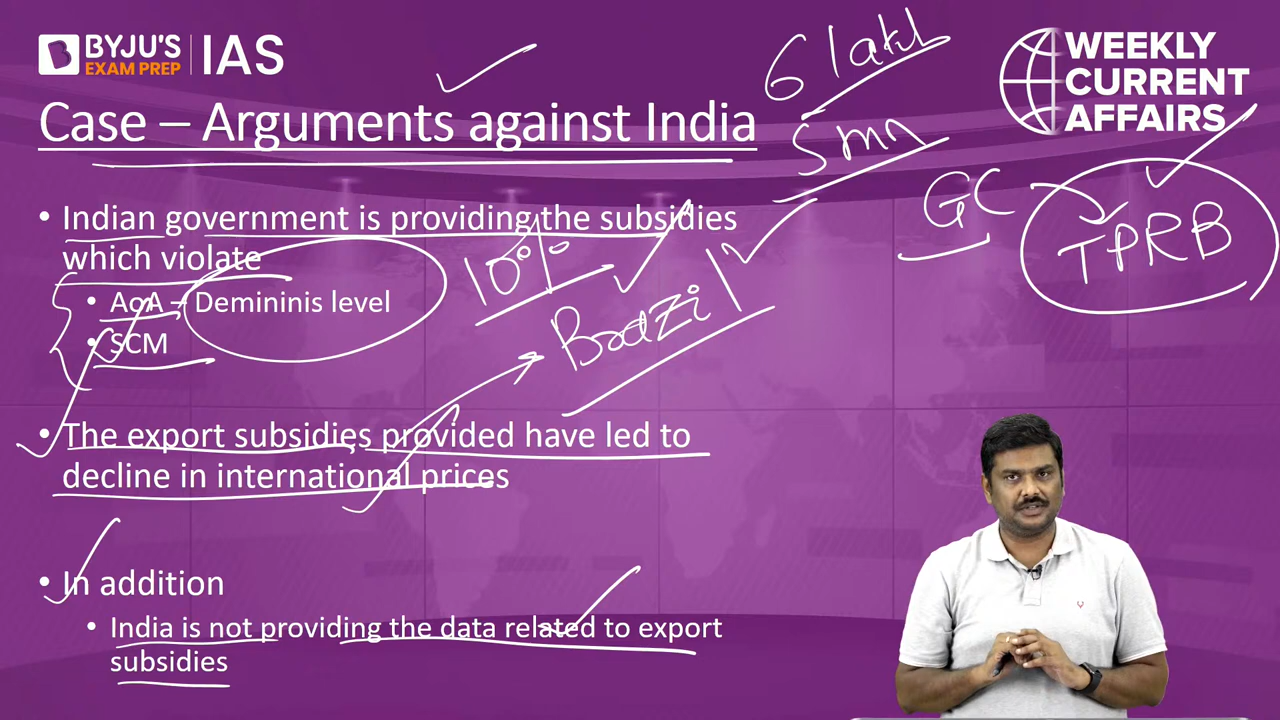 BYJU'S
EXAM PREP
IAS
WEEKLY
CURRENT
AFFAIRS
Case – Arguments against India
6 lakh
5 mn
GC
TPRB
• Indian government is providing the subsidies
which violate
• AoA – Demininis level
• SCM
10%
Brazil
• The export subsidies provided have led to
decline in international prices
• In addition
• India is not providing the data related to export
subsidies